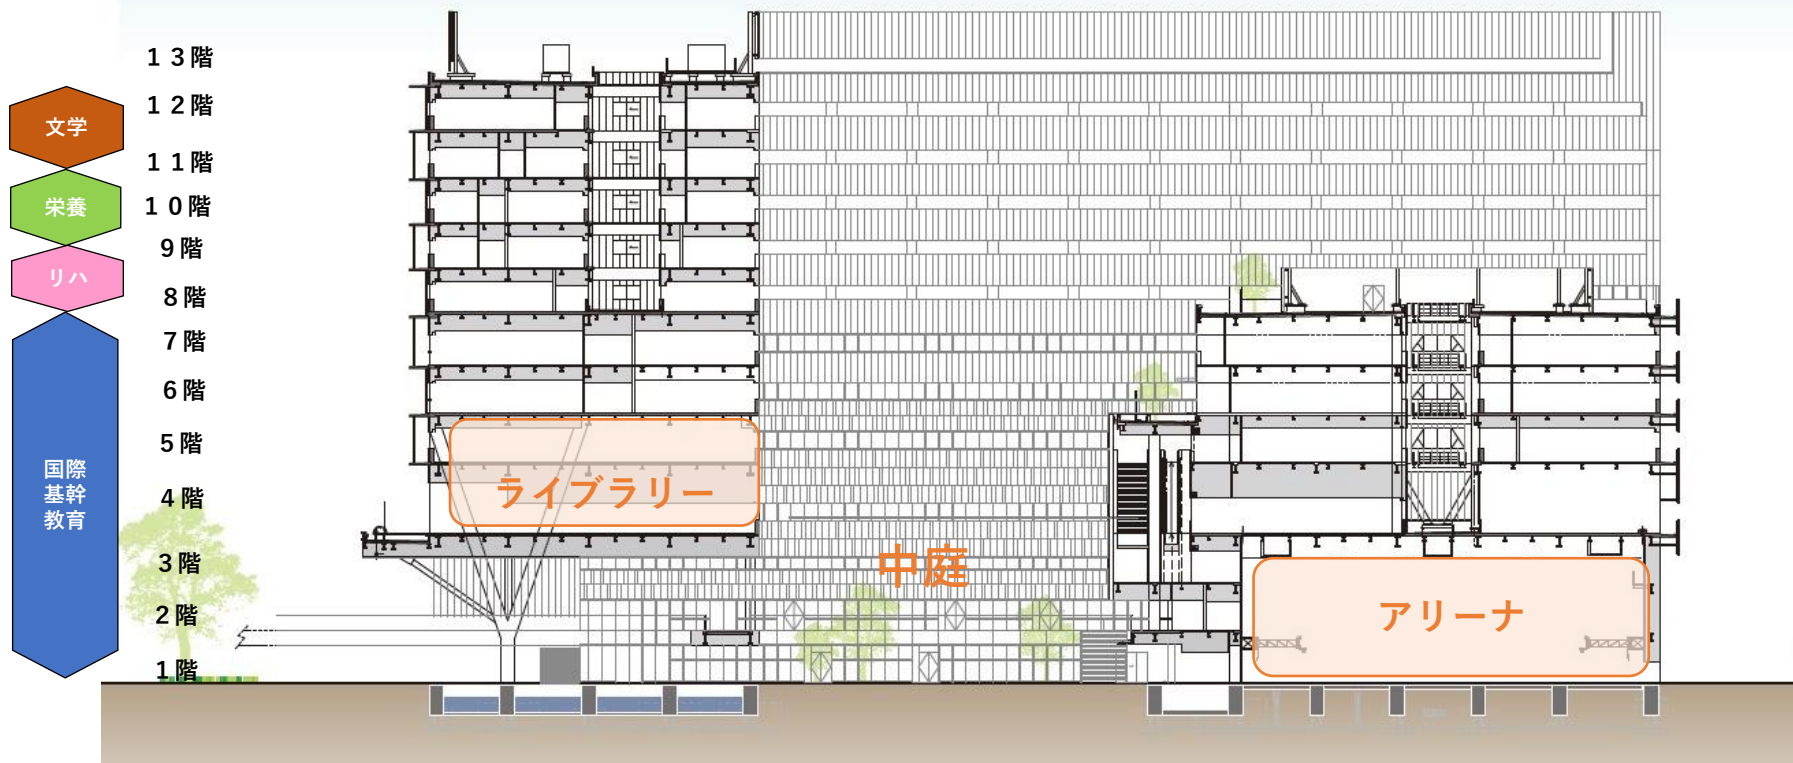 １３階
１２階
１１階
１０階
９階
８階
７階
６階
５階
４階
３階
２階
１階
文学
栄養
リハ
国際
基幹
教育
ライブラリー
中庭
アリーナ